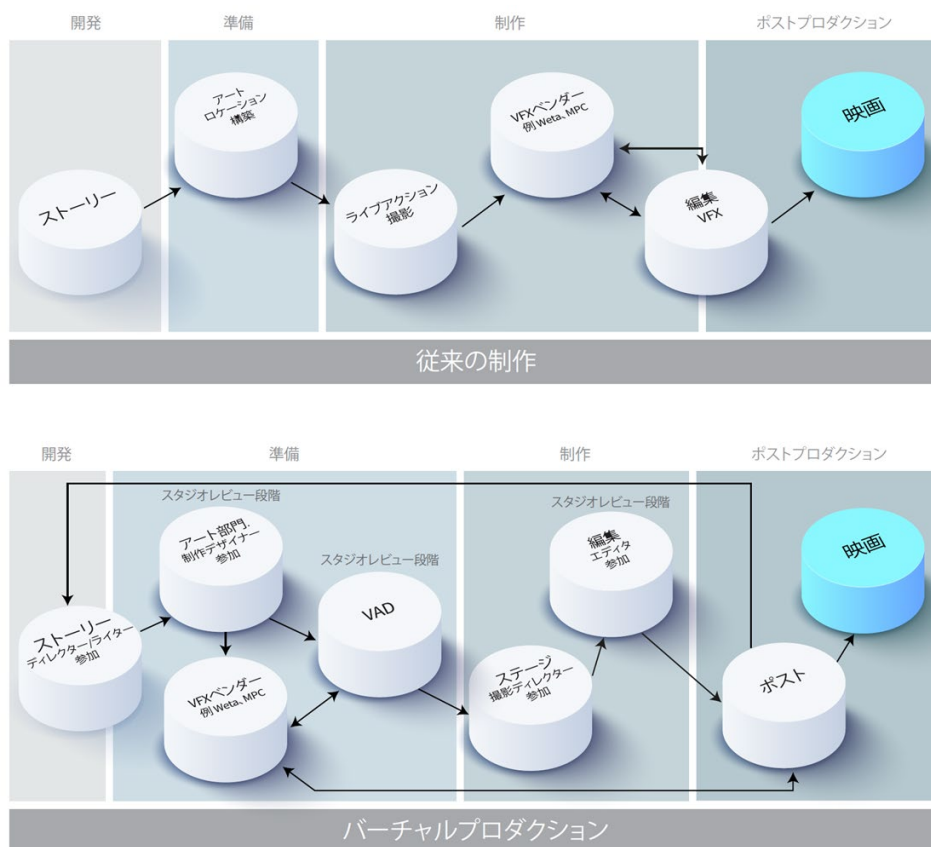 開発
準備
制作
ポストプロダクション
ストーリー
アート
ロケーション
構築
ライブアクション
撮影
VFXベンダー
例 Weta、MPC
編集
VFX
映画
従来の制作
開発
準備
制作
ポストプロダクション
ストーリー
ディレクター/ライター
参加
スタジオレビュー段階
アート部門.
制作デザイナー
参加
VFXベンダー
例 Weta、MPC
スタジオレビュー段階
VAD
ステージ
撮影ディレクター
参加
スタジオレビュー段階
編集
エディタ
参加
ポスト
映画
バーチャルプロダクション